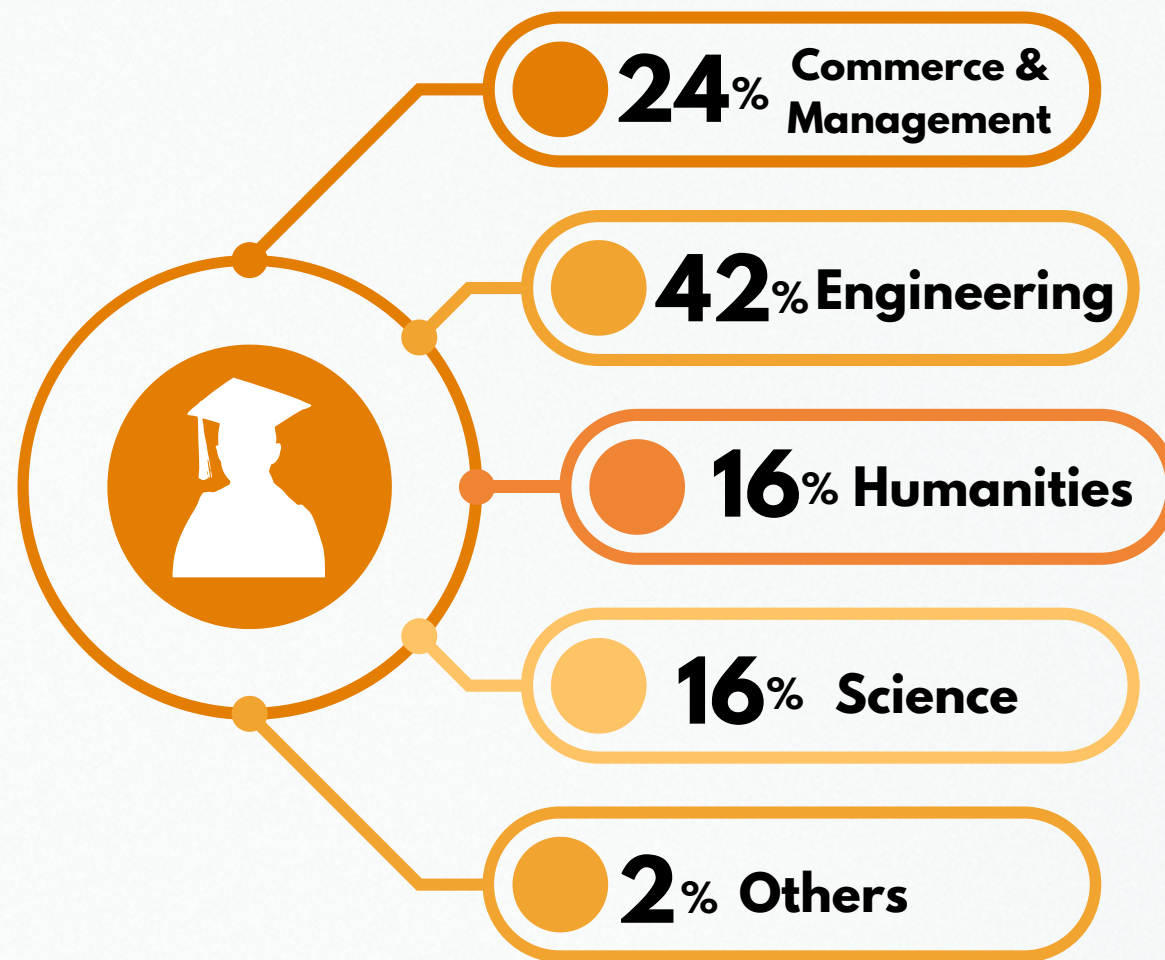 24% Commerce &
Management
42% Engineering
16% Humanities
16% Science
2% Others